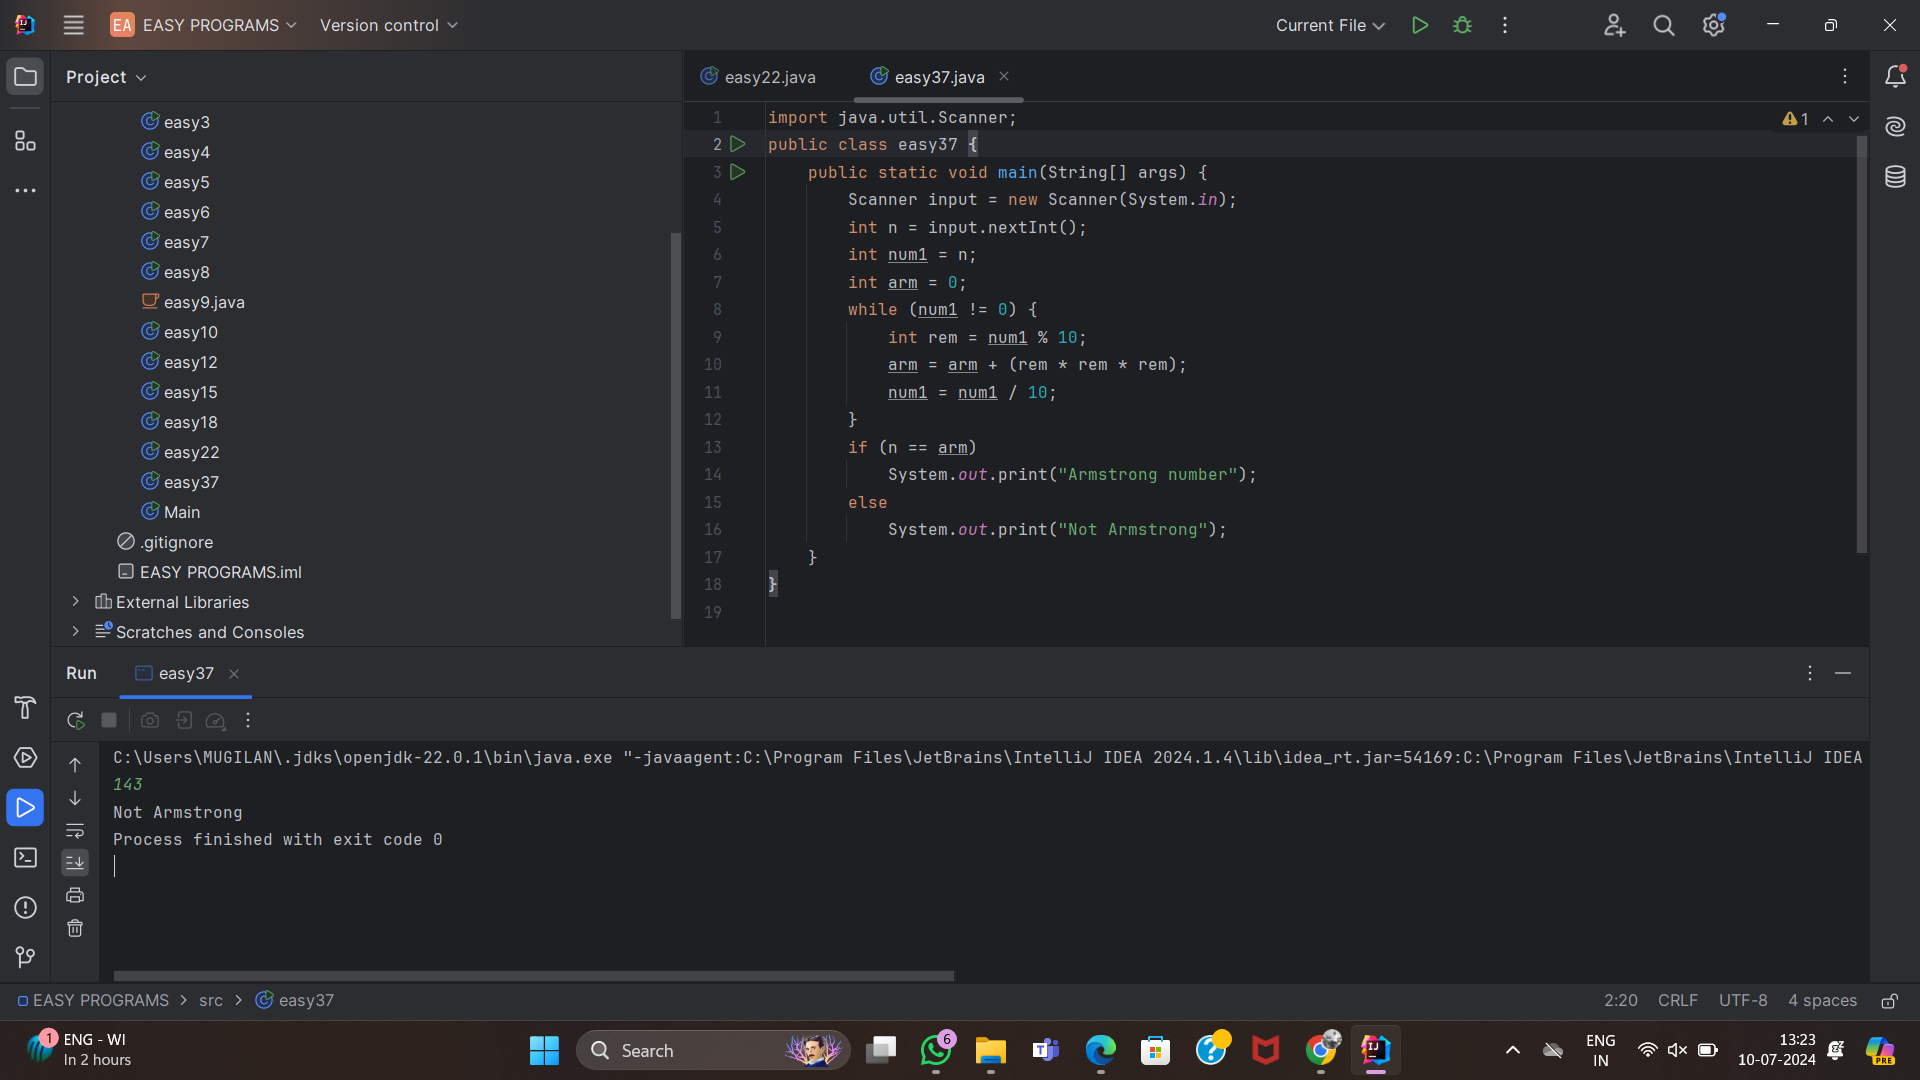 EA EASY PROGRAMS Version control Current File
Project
easy3
easy4
easy5
easy6
easy7
easy8
easy9.java
easy10
easy12
easy15
easy18
easy22
easy37
Main
.gitignore
EASY PROGRAMS.iml
External Libraries
Scratches and Consoles
easy22.java easy37.java
1 import java.util.Scanner;
2 public class easy37 {
3 public static void main(String[] args) {
4 Scanner input = new Scanner(System.in);
5 int n = input.nextInt();
6 int num1 = n;
7 int arm = 0;
8 while (num1 != 0) {
9 int rem = num1 % 10;
10 arm = arm + (rem * rem * rem);
11 num1 = num1 / 10;
12 }
13 if (n == arm)
14 System.out.print("Armstrong number");
15 else
16 System.out.print("Not Armstrong");
17 }
18 }
19
1
Run easy37
C:\Users\MUGILAN\.jdks\openjdk-22.0.1\bin\java.exe "-javaagent:C:\Program Files\JetBrains\IntelliJ IDEA 2024.1.4\lib\idea_rt.jar=54169:C:\Program Files\JetBrains\IntelliJ IDEA
143
Not Armstrong
Process finished with exit code 0
EASY PROGRAMS > src > easy37 2:20 CRLF UTF-8 4 spaces
1 ENG - WI
In 2 hours
Search
6
ENG
IN
13:23
10-07-2024
PRE